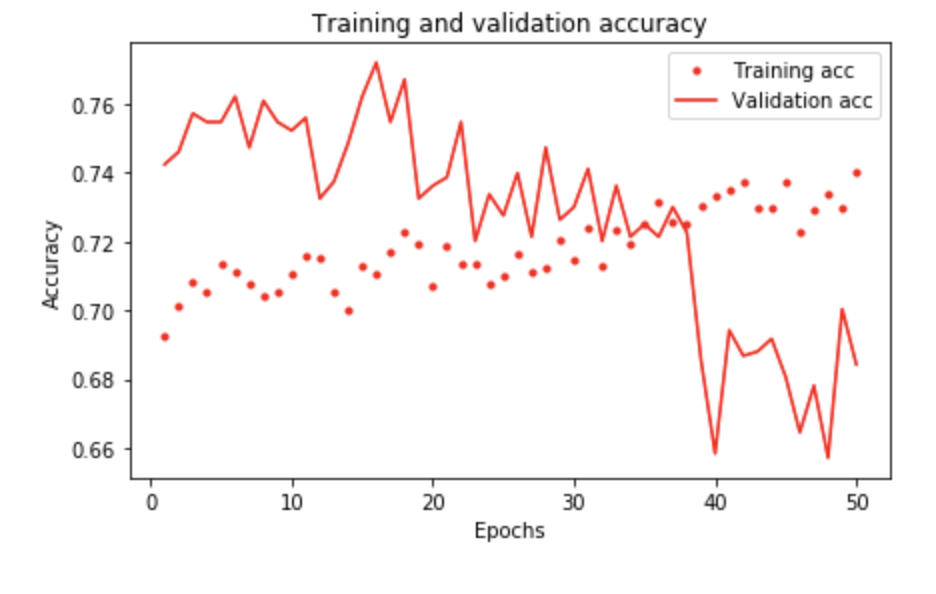 Training and validation accuracy
Training acc
Validation acc
0.76
0.74
0.72
0.70
0.68
0.66
Accuracy
0 10 20 30 40 50
Epochs